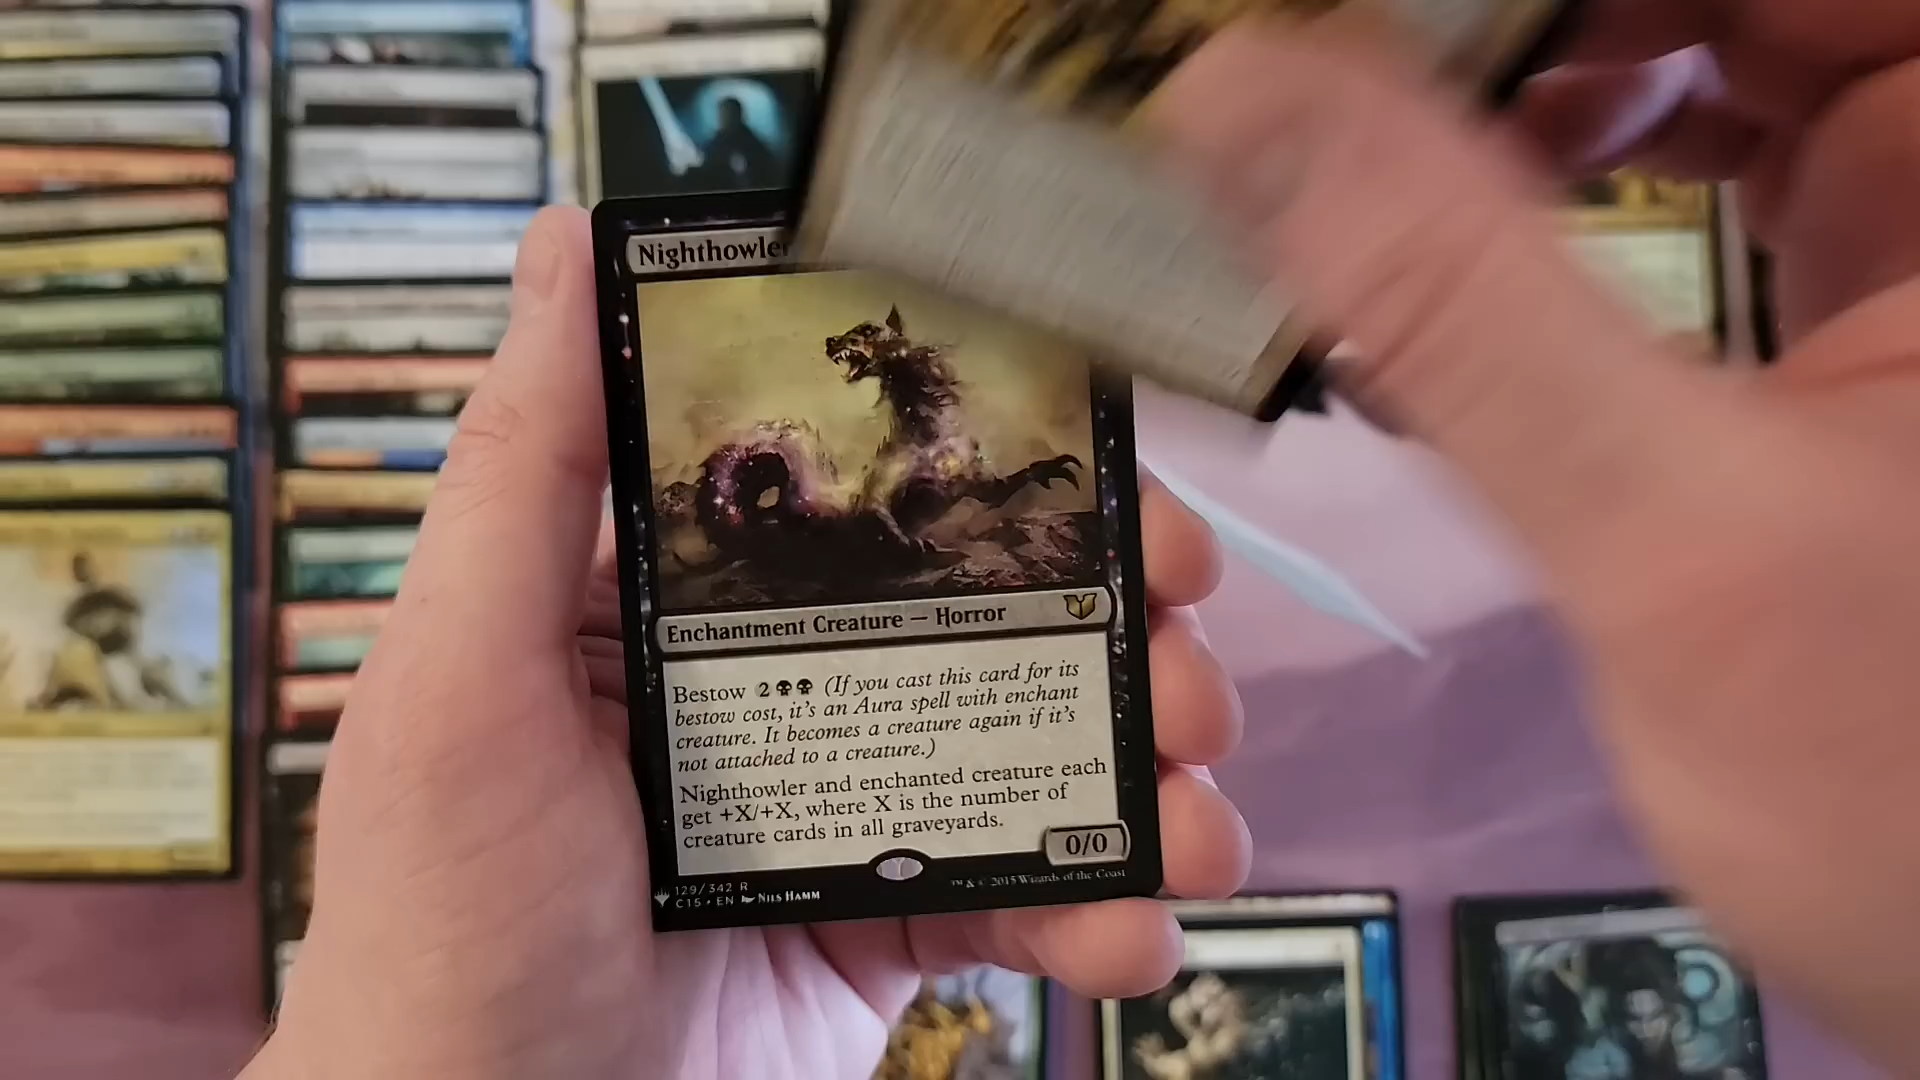 Nighthowler
Enchantment Creature — Horror
Bestow 2 (If you cast this card for its
bestow cost, it's an Aura spell with enchant
creature. It becomes a creature again if it's
not attached to a creature.)
Nighthowler and enchanted creature each
get +X/+X, where X is the number of
creature cards in all graveyards.
0/0
129/342 R
C15 • EN NILS HAMM
™ & © 2015 Wizards of the Coast